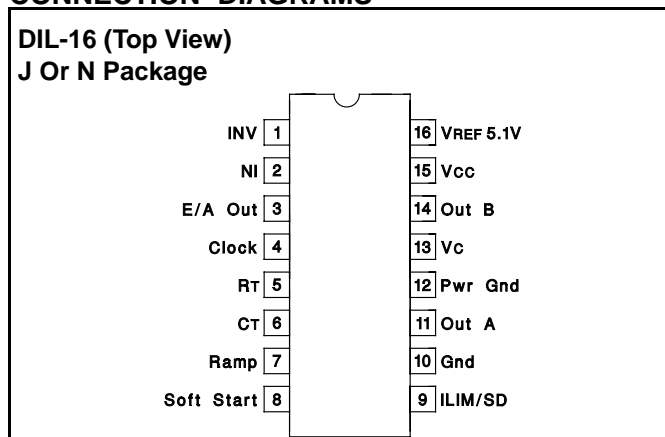 CONNECTION DIAGRAMS
DIL-16 (Top View)
J Or N Package
INV 1
16 VREF 5.1V
NI 2
15 Vcc
E/A Out 3
14 Out B
Clock 4
13 Vc
RT 5
12 Pwr Gnd
CT 6
11 Out A
Ramp 7
10 Gnd
Soft Start 8
9 ILIM/SD